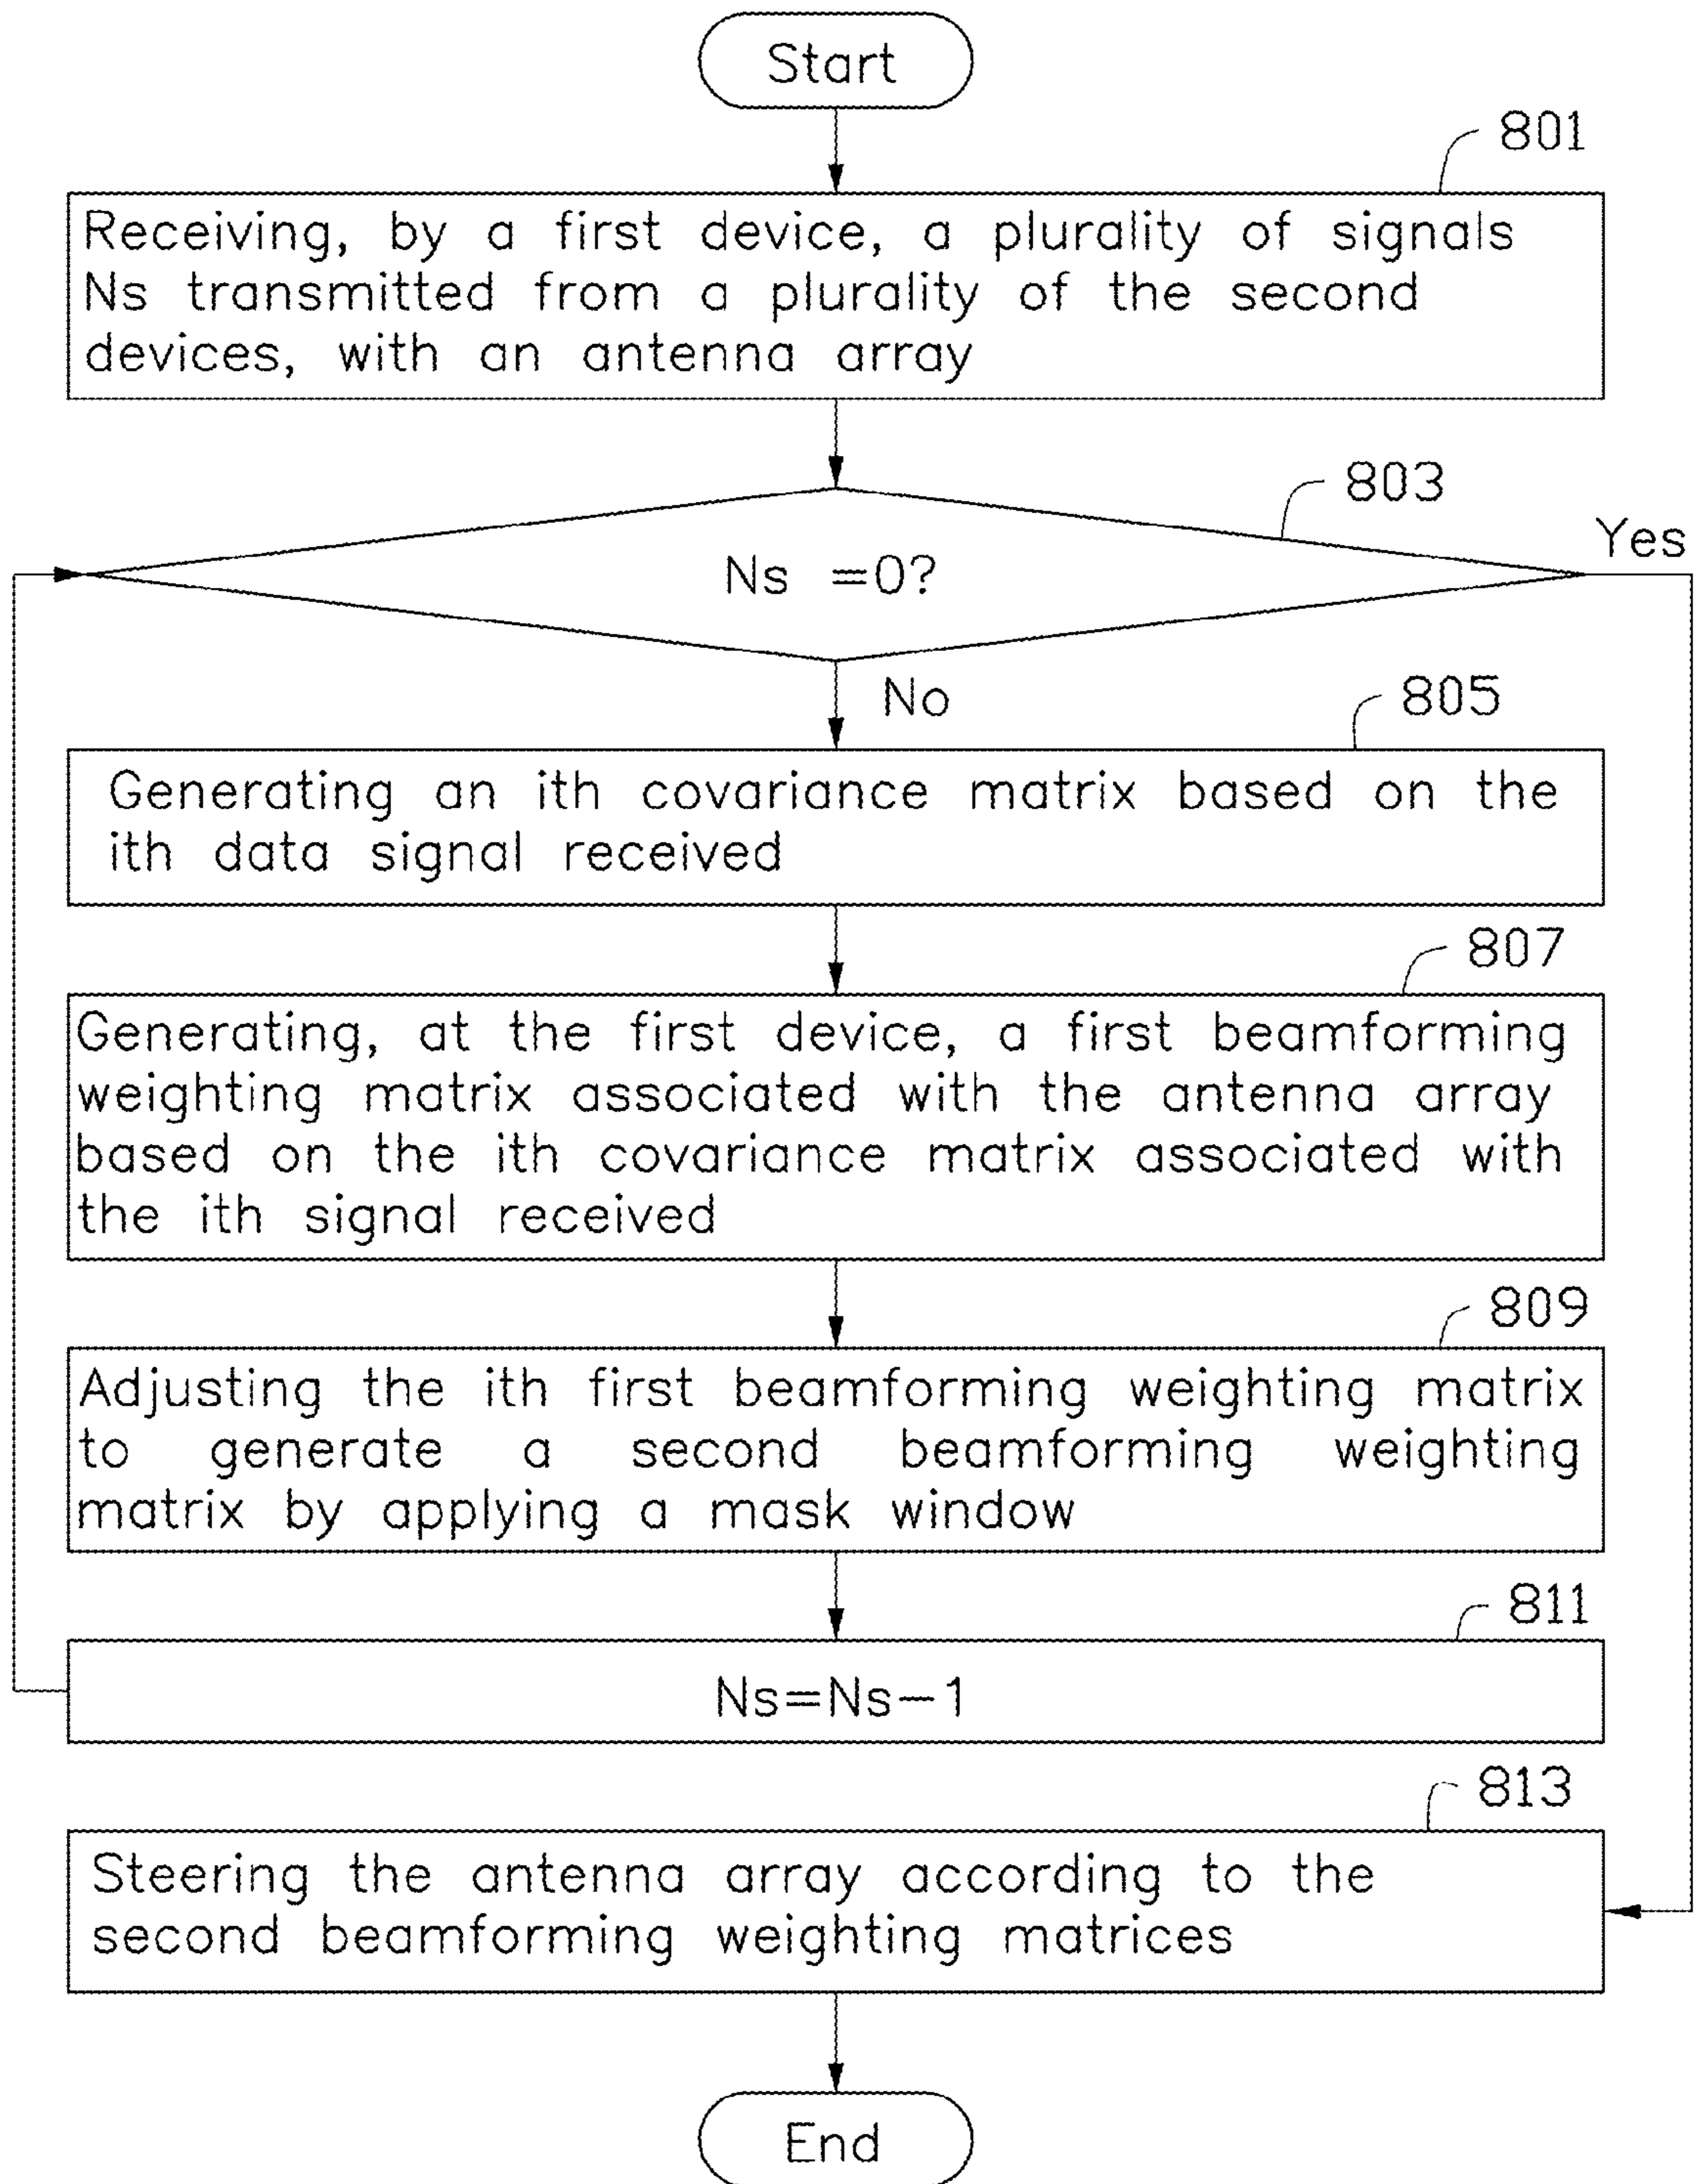 Start
801
Receiving, by a first device, a plurality of signals
Ns transmitted from a plurality of the second
devices, with an antenna array
803
Yes
Ns =0?
No
805
Generating an ith covariance matrix based on the
ith data signal received
807
Generating, at the first device, a first beamforming
weighting matrix associated with the antenna array
based on the ith covariance matrix associated with
the ith signal received
809
Adjusting the ith first beamforming weighting matrix
to generate a second beamforming weighting
matrix by applying a mask window
811
Ns=Ns-1
813
Steering the antenna array according to the
second beamforming weighting matrices
End